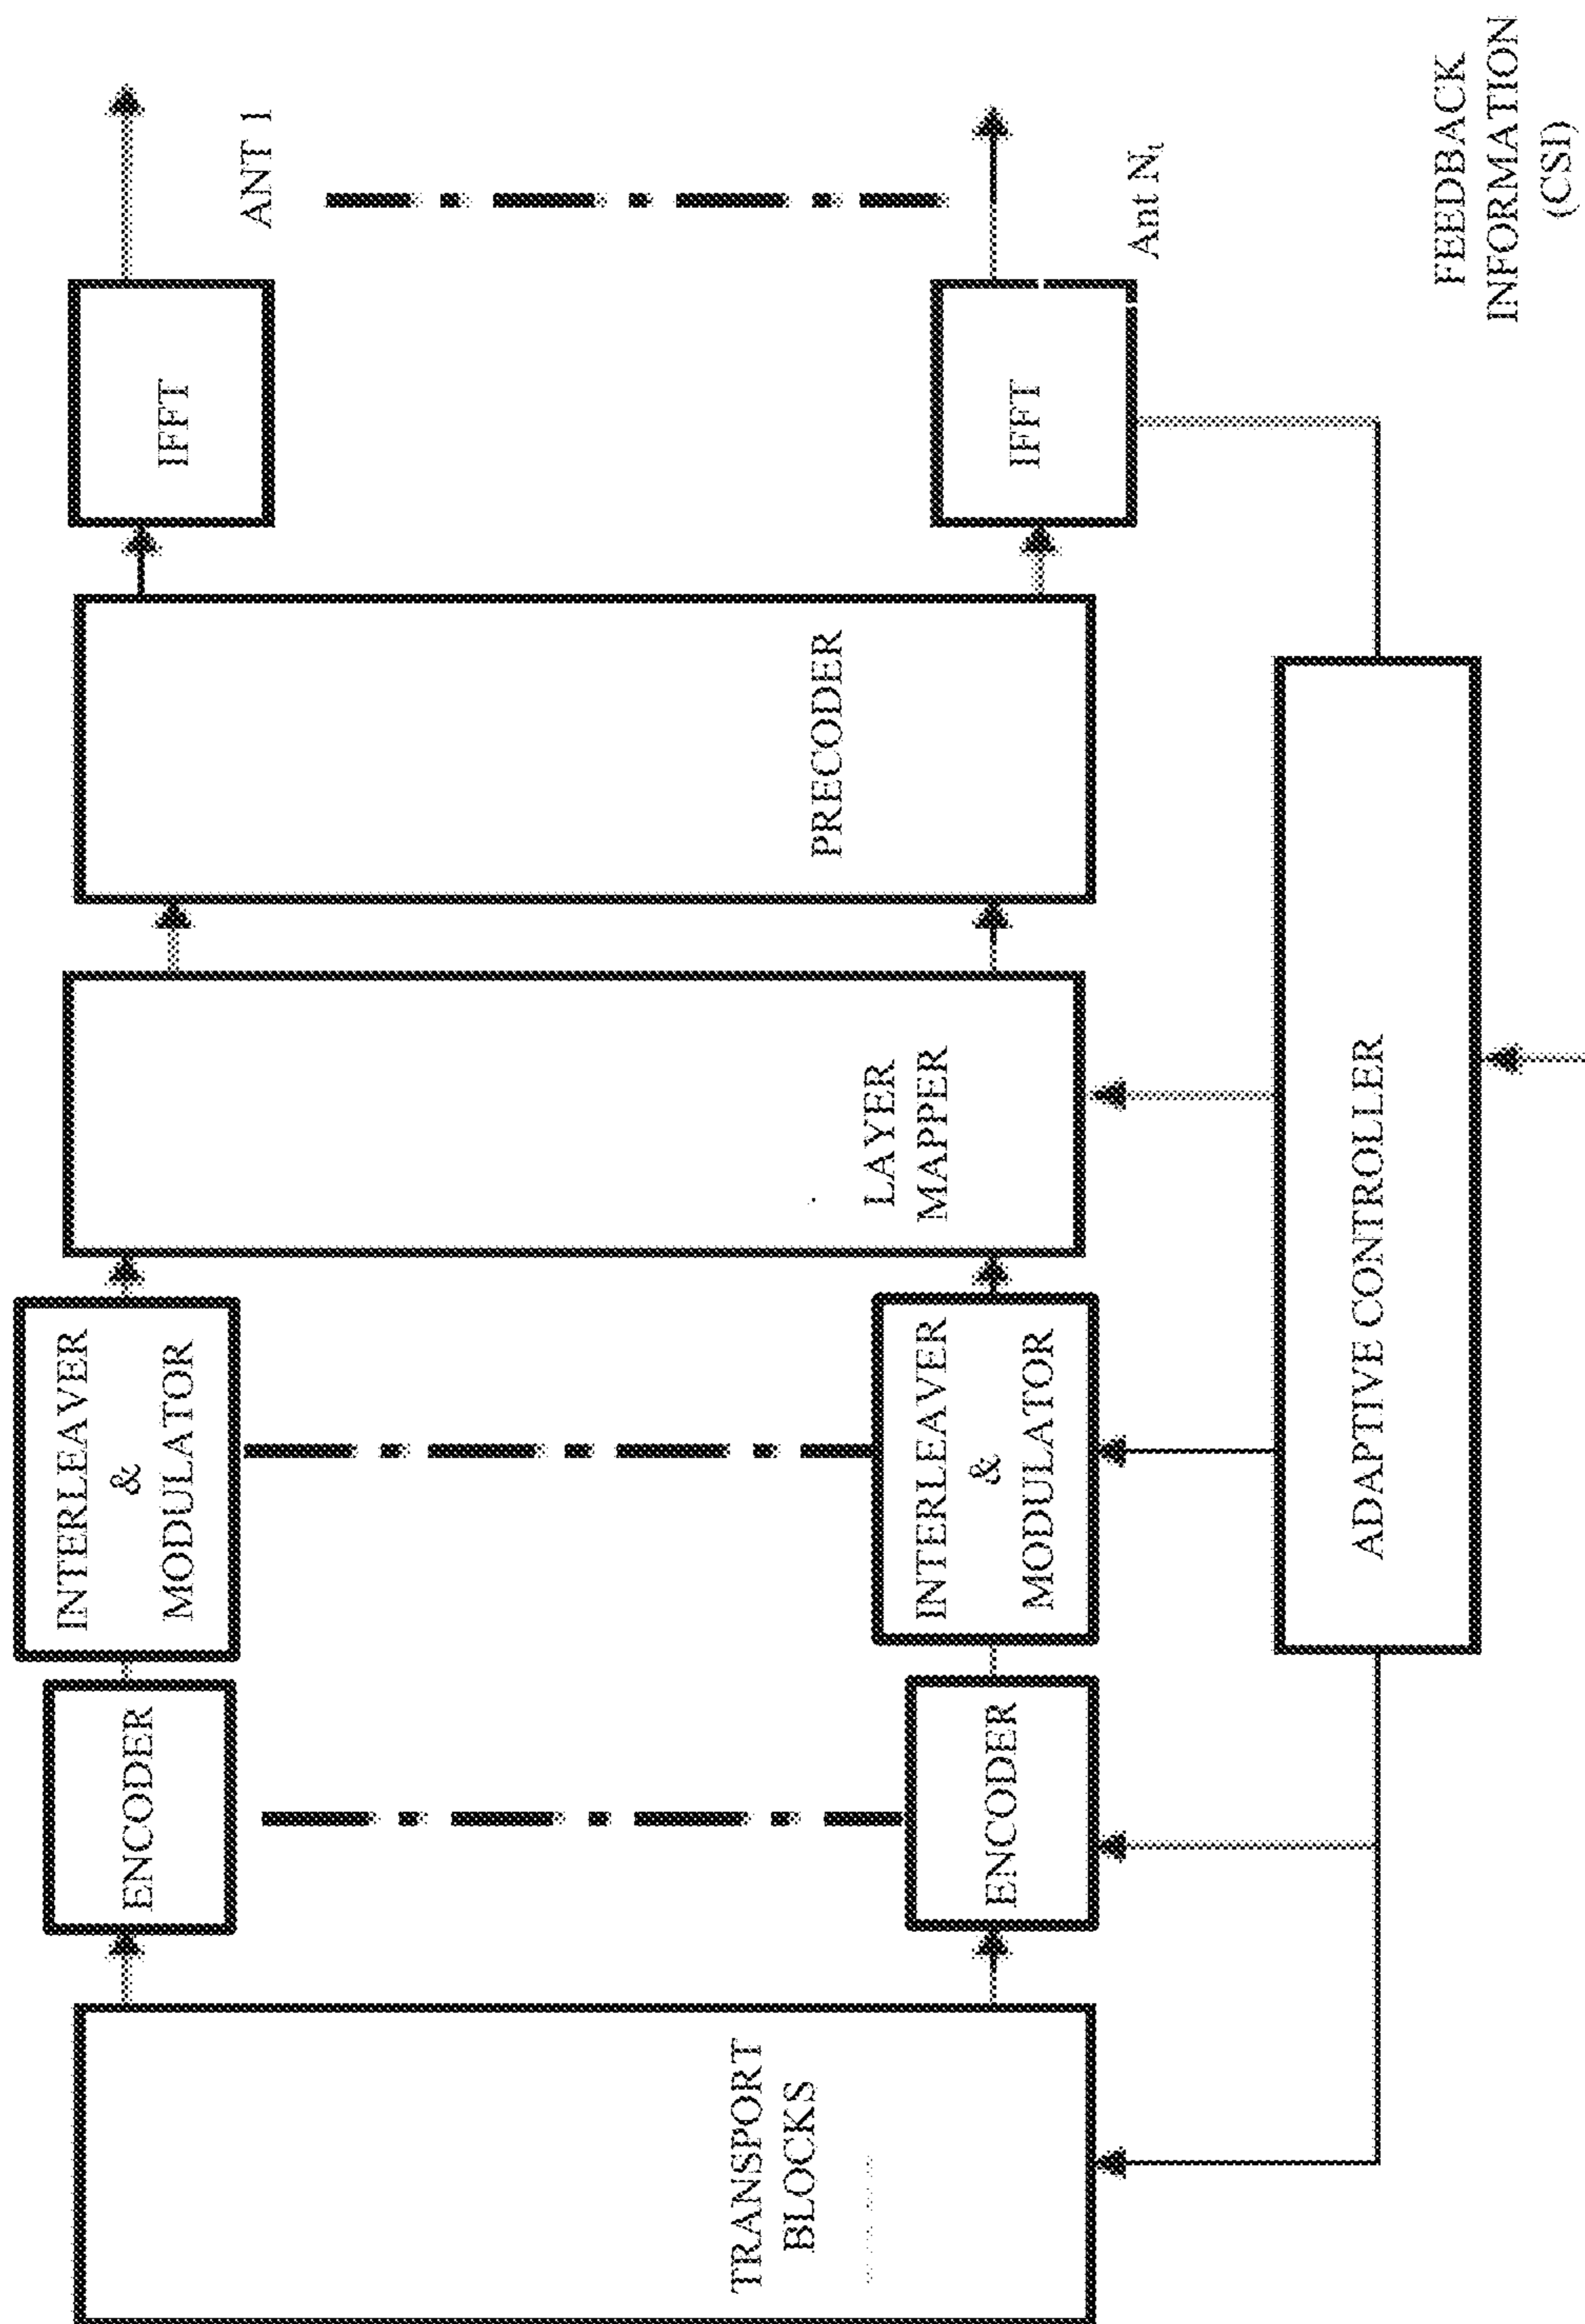 TRANSPORT
BLOCKS
ENCODER
ENCODER
INTERLEAVER
&
MODULATOR
INTERLEAVER
&
MODULATOR
LAYER
MAPPER
PRECODER
IFFT
IFFT
ANT 1
Ant Nₜ
ADAPTIVE CONTROLLER
FEEDBACK
INFORMATION
(CSI)